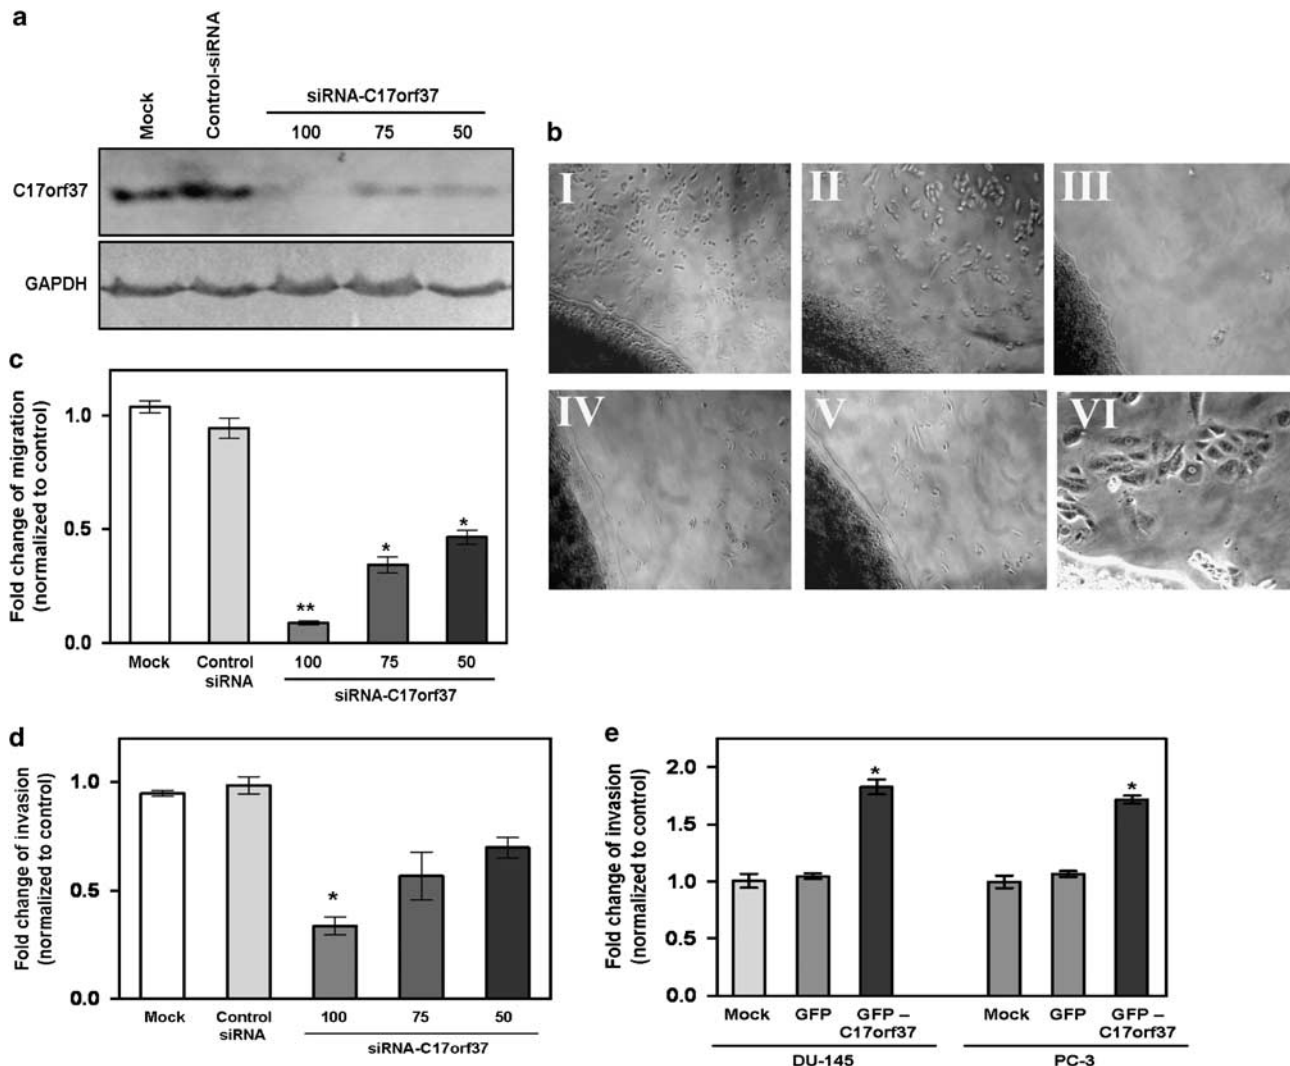 a
Mock
Control-siRNA
siRNA-C17orf37
100 75 50
C17orf37
GAPDH
b
I
II
III
IV
V
VI
c
Fold change of migration
(normalized to control)
1.0
0.5
0.0
**
*
*
Mock
Control
siRNA
100 75 50
siRNA-C17orf37
d
Fold change of invasion
(normalized to control)
1.0
0.5
0.0
*
Mock
Control
siRNA
100 75 50
siRNA-C17orf37
e
Fold change of invasion
(normalized to control)
2.0
1.5
1.0
0.5
0.0
*
*
Mock GFP GFP –
C17orf37
Mock GFP GFP –
C17orf37
DU-145 PC-3